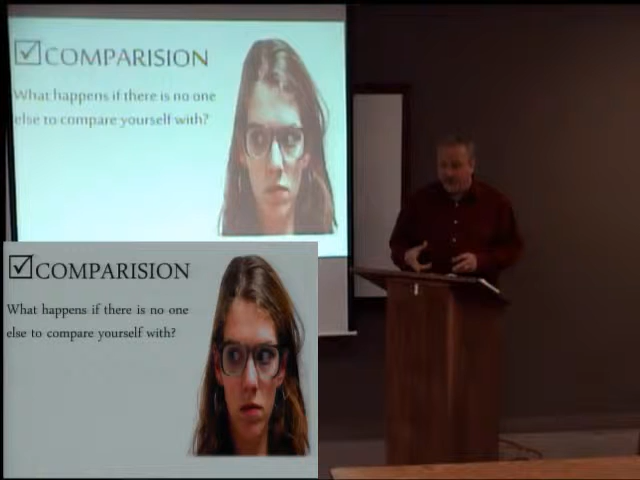 ☑COMPARISION
What happens if there is no one
else to compare yourself with?
☑COMPARISION
What happens if there is no one
else to compare yourself with?